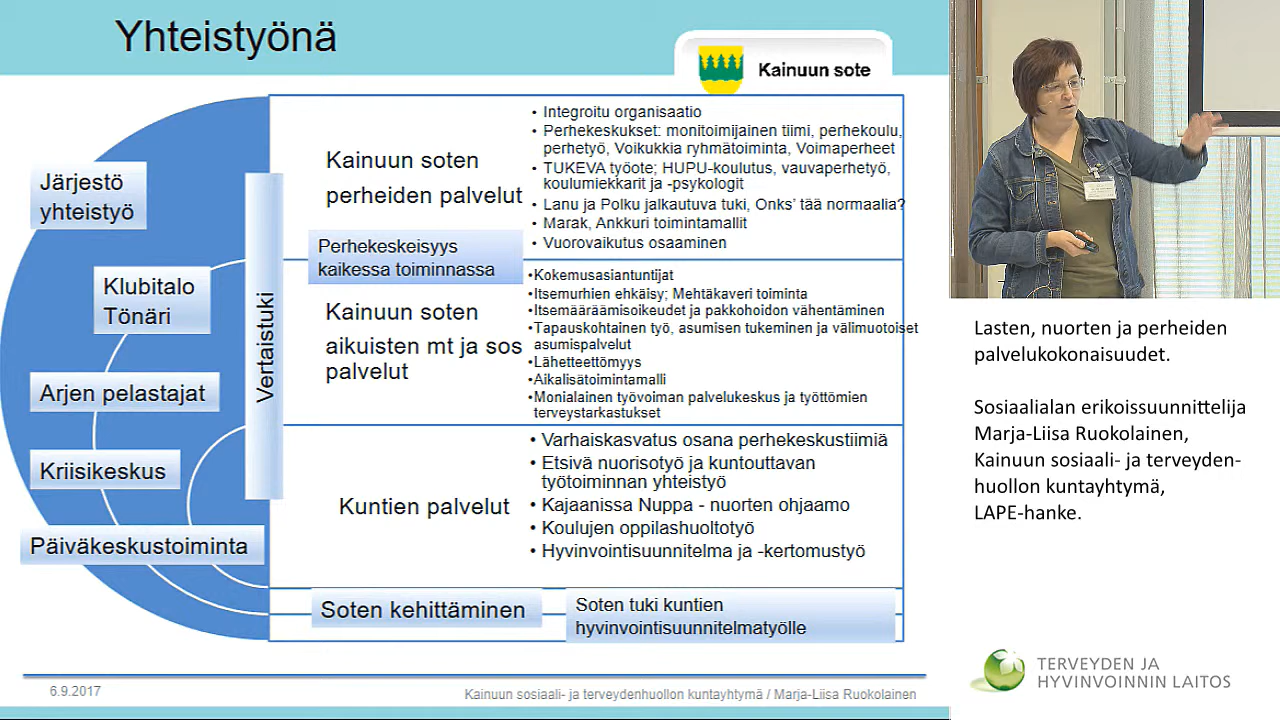 Yhteistyönä
Kainuun sote
Järjestö
yhteistyö
Klubitalo
Tönäri
Arjen pelastajat
Kriisikeskus
Päiväkeskustoiminta
Vertaistuki
Kainuun soten
perheiden palvelut
• Integroitu organisaatio
• Perhekeskukset: monitoimijainen tiimi, perhekoulu,
perhetyö, Voikukkia ryhmätoiminta, Voimaperheet
• TUKEVA työote; HUPU-koulutus, vauvaperhetyö,
koulumiekkarit ja -psykologit
• Lanu ja Polku jalkautuva tuki, Onks' tää normaalia?
• Marak, Ankkuri toimintamallit
• Vuorovaikutus osaaminen
Perhekeskeisyys
kaikessa toiminnassa
Kainuun soten
aikuisten mt ja sos
palvelut
•Kokemusasiantuntijat
•Itsemurhien ehkäisy; Mehtäkaveri toiminta
•Itsemääräämisoikeudet ja pakkohoidon vähentäminen
•Tapauskohtainen työ, asumisen tukeminen ja välimuotoiset
asumispalvelut
•Lähetteettömyys
•Aikalisätoimintamalli
•Monialainen työvoiman palvelukeskus ja työttömien
terveystarkastukset
Kuntien palvelut
• Varhaiskasvatus osana perhekeskustiimiä
• Etsivä nuorisotyö ja kuntouttavan
työtoiminnan yhteistyö
• Kajaanissa Nuppa - nuorten ohjaamo
• Koulujen oppilashuoltotyö
• Hyvinvointisuunnitelma ja -kertomustyö
Soten kehittäminen
Soten tuki kuntien
hyvinvointisuunnitelmatyölle
6.9.2017
Kainuun sosiaali- ja terveydenhuollon kuntayhtymä / Marja-Liisa Ruokolainen
Lasten, nuorten ja perheiden
palvelukokonaisuudet.
Sosiaalialan erikoissuunnittelija
Marja-Liisa Ruokolainen,
Kainuun sosiaali- ja terveyden-
huollon kuntayhtymä,
LAPE-hanke.
TERVEYDEN JA
HYVINVOINNIN LAITOS